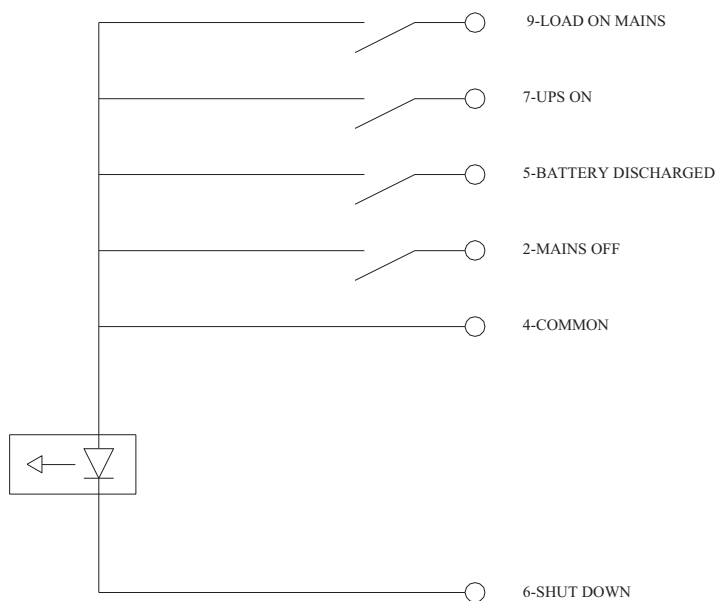 9-LOAD ON MAINS
7-UPS ON
5-BATTERY DISCHARGED
2-MAINS OFF
4-COMMON
6-SHUT DOWN